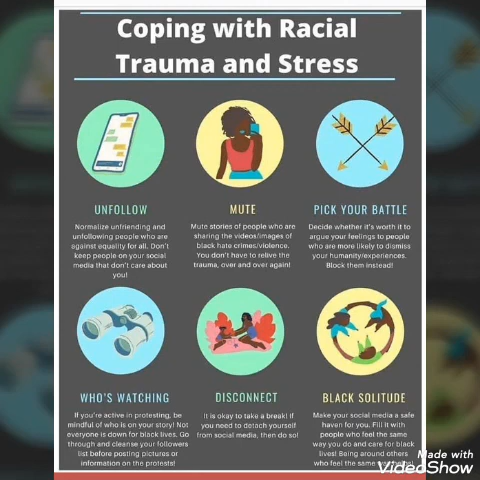 Coping with Racial
Trauma and Stress
UNFOLLOW
Normalize unfriending and
unfollowing people who are
against equality for all. Don't
keep people on your social
media that don't care about
you!
MUTE
Mute stories of people who are
sharing the videos/images of
black hate crimes/violence.
You don't have to relive the
trauma, over and over again!
PICK YOUR BATTLE
Decide whether it's worth it to
argue your feelings to people
who are more likely to dismiss
your humanity/experiences.
Block them instead!
WHO'S WATCHING
If you're active in protesting, be
mindful of who is on your story! Not
everyone is down for black lives. Go
through and cleanse your followers
list before posting pictures or
information on the protests!
DISCONNECT
It is okay to take a break! If
you need to detach yourself
from social media, then do so!
BLACK SOLITUDE
Make your social media a safe
haven for you. Fill it with
people who feel the same
way you do and care for black
lives! Being around others
who feel the same
Made with
VideoShow